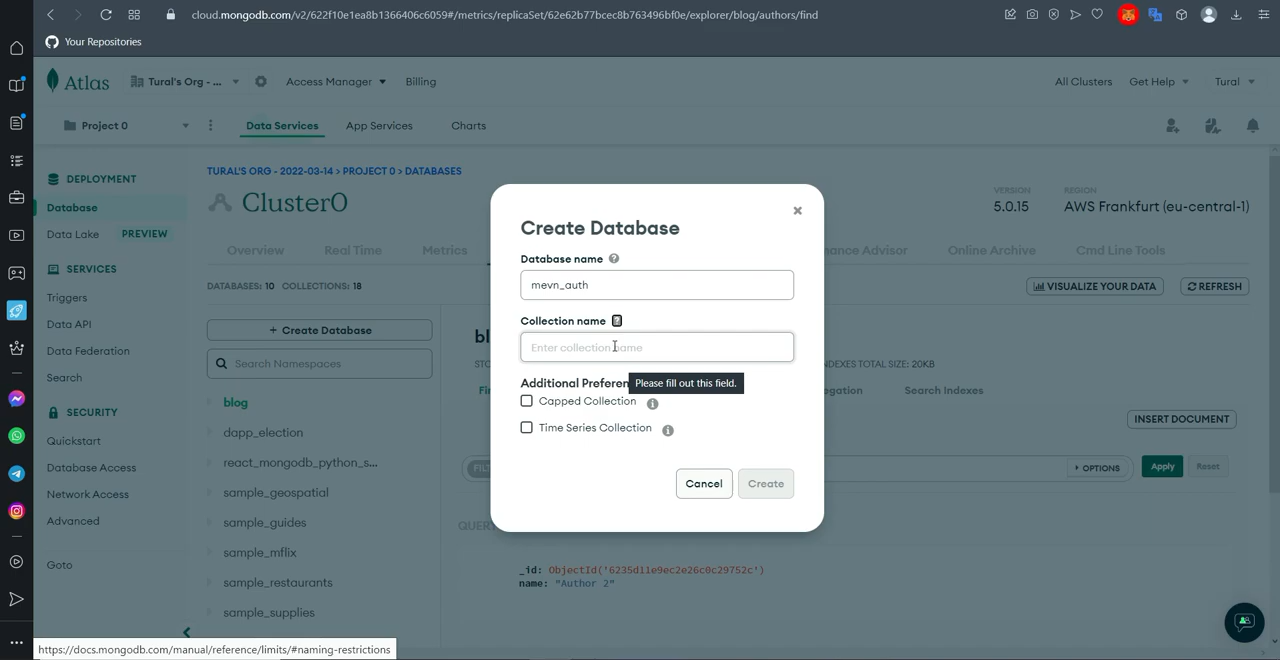 cloud.mongodb.com/v2/622f10e1ea8b1366406c6059#/metrics/replicaSet/62e62b77bcec8b763496bf0e/explorer/blog/authors/find
Your Repositories
Atlas
Tural's Org - ...
Access Manager
Billing
All Clusters
Get Help
Tural
Project 0
Data Services
App Services
Charts
DEPLOYMENT
Database
Data Lake
PREVIEW
SERVICES
Triggers
Data API
Data Federation
Search
SECURITY
Quickstart
Database Access
Network Access
Advanced
Goto
TURAL'S ORG - 2022-03-14 > PROJECT 0 > DATABASES
Cluster0
VERSION
5.0.15
REGION
AWS Frankfurt (eu-central-1)
Overview
Real Time
Metrics
Online Archive
Cmd Line Tools
DATABASES: 10 COLLECTIONS: 18
VISUALIZE YOUR DATA
REFRESH
+ Create Database
Search Namespaces
blog
dapp_election
react_mongodb_python_s...
sample_geospatial
sample_guides
sample_mflix
sample_restaurants
sample_supplies
Create Database
Database name
mevn_auth
Collection name
Enter collection name
Please fill out this field.
Capped Collection
Time Series Collection
Cancel
Create
INDEXES TOTAL SIZE: 20KB
Search Indexes
INSERT DOCUMENT
OPTIONS
Apply
Reset
_id: ObjectId('6235d11e9ec2e26c0c29752c')
name: "Author 2"
https://docs.mongodb.com/manual/reference/limits/#naming-restrictions